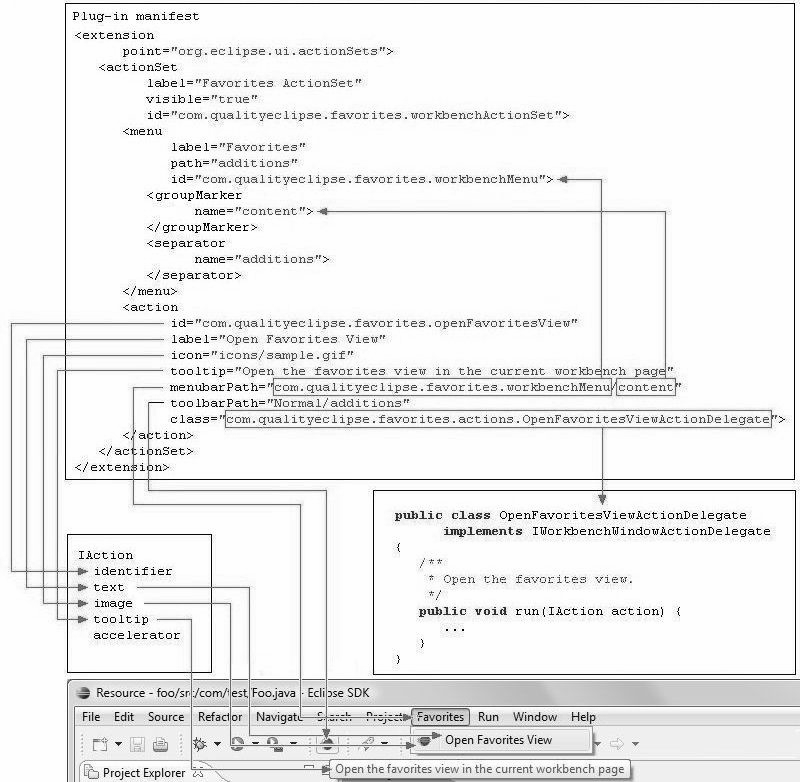 Plug-in manifest
<extension
point="org.eclipse.ui.actionSets">
<actionSet
label="Favorites ActionSet"
visible="true"
id="com.qualityeclipse.favorites.workbenchActionSet">
<menu
label="Favorites"
path="additions"
id="com.qualityeclipse.favorites.workbenchMenu">
<groupMarker
name="content">
</groupMarker>
<separator
name="additions">
</separator>
</menu>
<action
id="com.qualityeclipse.favorites.openFavoritesView"
label="Open Favorites View"
icon="icons/sample.gif"
tooltip="Open the favorites view in the current workbench page"
menubarPath="com.qualityeclipse.favorites.workbenchMenu/content"
toolbarPath="Normal/additions"
class="com.qualityeclipse.favorites.actions.OpenFavoritesViewActionDelegate">
</action>
</actionSet>
</extension>
public class OpenFavoritesViewActionDelegate
implements IWorkbenchWindowActionDelegate
{
/**
* Open the favorites view.
*/
public void run(IAction action) {
...
}
}
IAction
identifier
text
image
tooltip
accelerator
Resource - foo/src/com/test/Foo.java - Eclipse SDK
File Edit Source Refactor Navigate Search Project Favorites Run Window Help
Open Favorites View
Project Explorer
Open the favorites view in the current workbench page